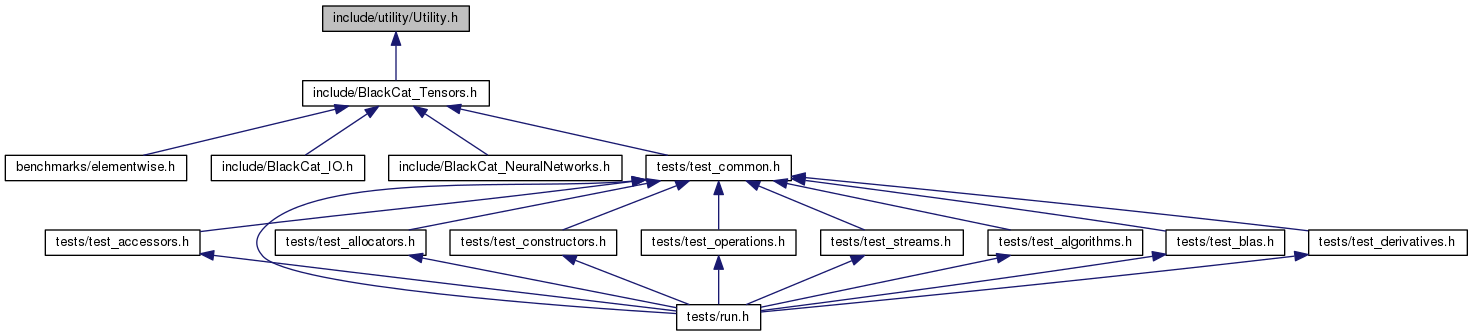 include/utility/Utility.h
include/BlackCat_Tensors.h
benchmarks/elementwise.h
include/BlackCat_IO.h
include/BlackCat_NeuralNetworks.h
tests/test_common.h
tests/test_accessors.h
tests/test_allocators.h
tests/test_constructors.h
tests/test_operations.h
tests/test_streams.h
tests/test_algorithms.h
tests/test_blas.h
tests/test_derivatives.h
tests/run.h